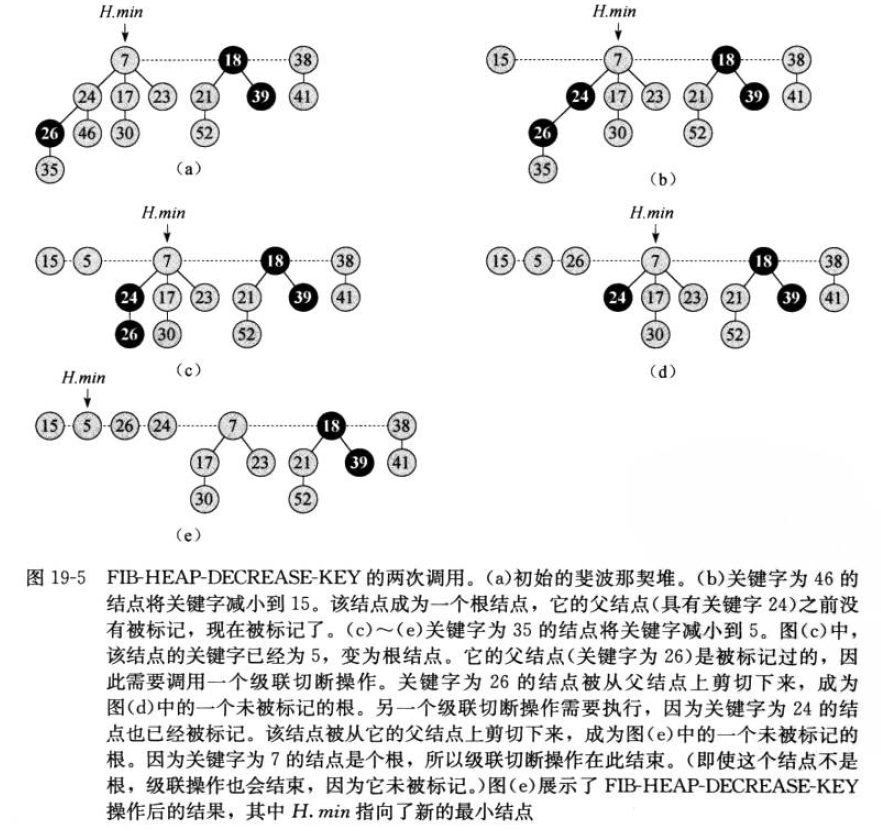 H.min
H.min
7 18 38
15 7 18 38
24 17 23 21 39 41
24 17 23 21 39 41
26 46 30 52
26 30 52
35
35
(a)
(b)
H.min
H.min
15 5 7 18 38
15 5 26 7 18 38
24 17 23 21 39 41
24 17 23 21 39 41
26 30 52
30 52
(c)
(d)
H.min
15 5 26 24 7 18 38
17 23 21 39 41
30 52
(e)
图 19-5 FIB-HEAP-DECREASE-KEY 的两次调用。(a)初始的斐波那契堆。(b)关键字为 46 的
结点将关键字减小到 15。该结点成为一个根结点，它的父结点(具有关键字 24)之前没
有被标记，现在被标记了。(c)～(e)关键字为 35 的结点将关键字减小到 5。图(c)中，
该结点的关键字已经为 5，变为根结点。它的父结点(关键字为 26)是被标记过的，因
此需要调用一个级联切断操作。关键字为 26 的结点被从父结点上剪切下来，成为
图(d)中的一个未被标记的根。另一个级联切断操作需要执行，因为关键字为 24 的结
点也已经被标记。该结点被从它的父结点上剪切下来，成为图(e)中的一个未被标记的
根。因为关键字为 7 的结点是个根，所以级联切断操作在此结束。(即使这个结点不是
根，级联操作也会结束，因为它未被标记。)图(e)展示了 FIB-HEAP-DECREASE-KEY
操作后的结果，其中 H. min 指向了新的最小结点